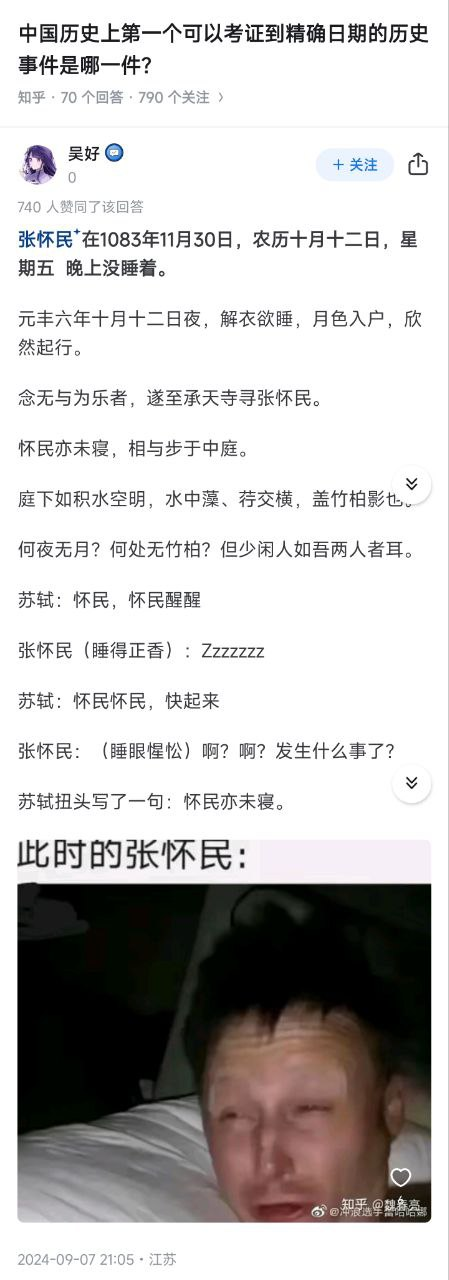 中国历史上第一个可以考证到精确日期的历史
事件是哪一件？
知乎 · 70 个回答 · 790 个关注
吴好
0
+ 关注
740 人赞同了该回答
张怀民在1083年11月30日，农历十月十二日，星
期五 晚上没睡着。
元丰六年十月十二日夜，解衣欲睡，月色入户，欣
然起行。
念无与为乐者，遂至承天寺寻张怀民。
怀民亦未寝，相与步于中庭。
庭下如积水空明，水中藻、荇交横，盖竹柏影也。
何夜无月？何处无竹柏？但少闲人如吾两人者耳。
苏轼：怀民，怀民醒醒
张怀民（睡得正香）：Zzzzzzz
苏轼：怀民怀民，快起来
张怀民：（睡眼惺忪）啊？啊？发生什么事了？
苏轼扭头写了一句：怀民亦未寝。
此时的张怀民：
知乎 @魏春亮
@冲浪选手雷哈哈娜
2024-09-07 21:05 · 江苏